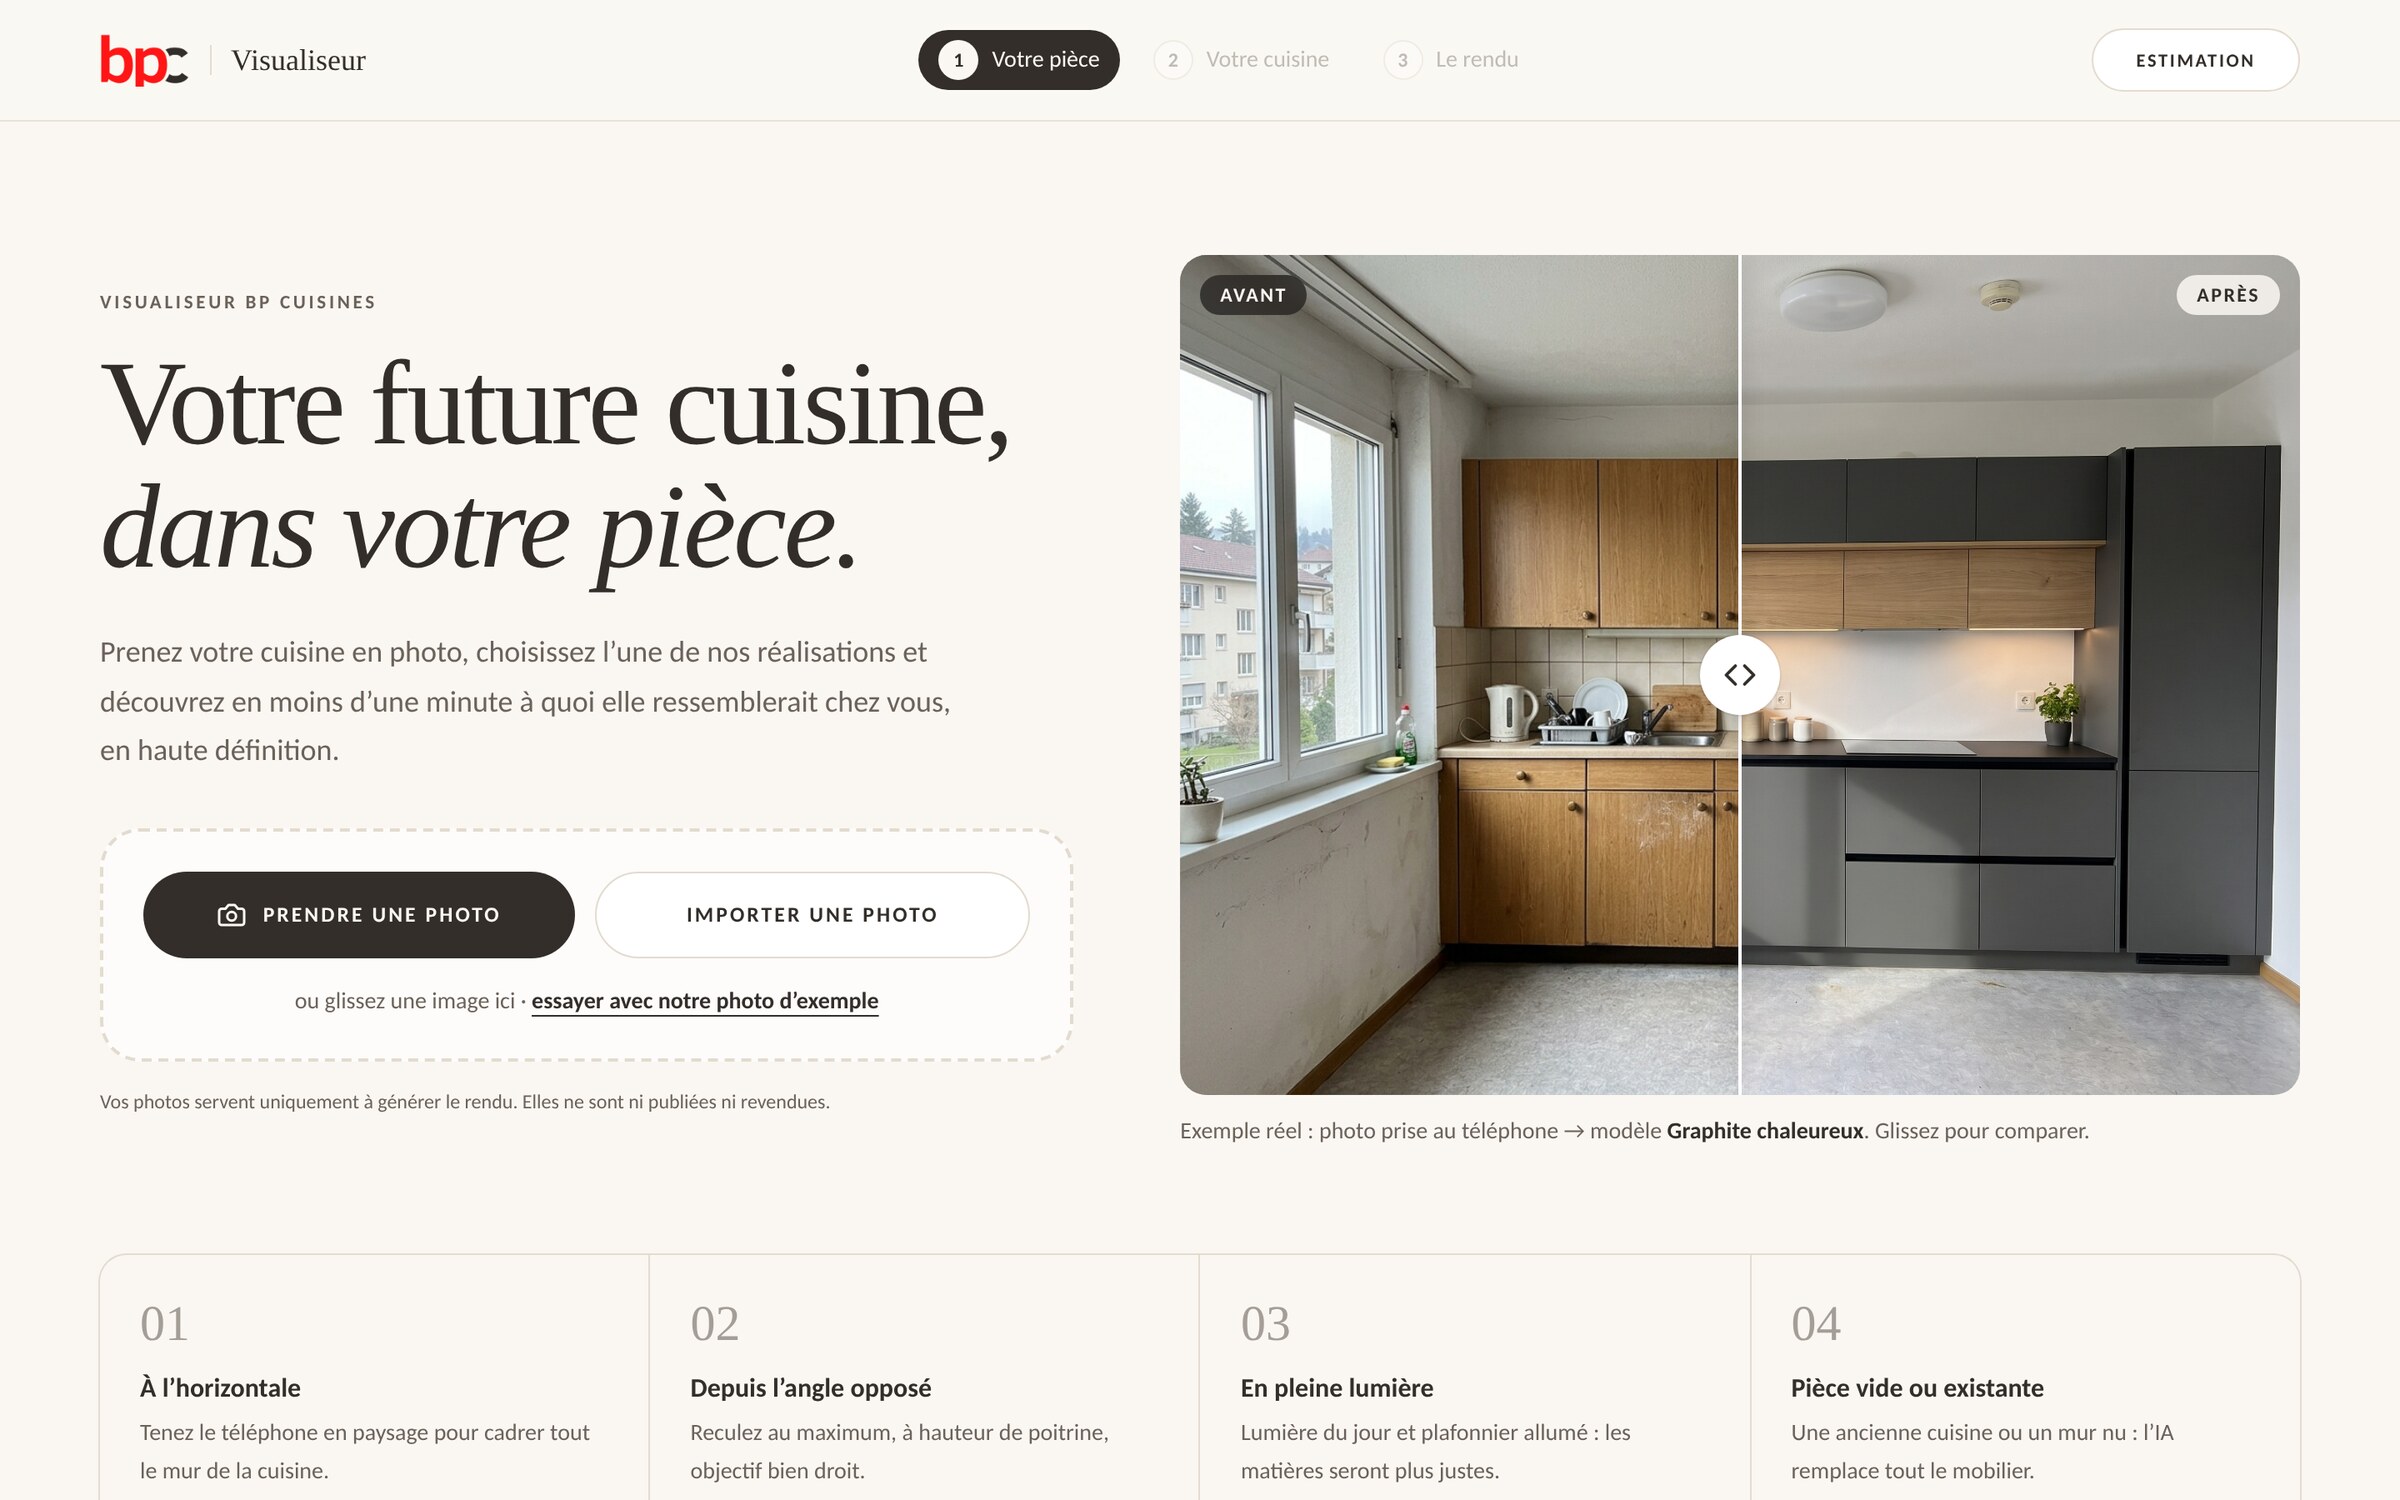 bpc Visualiseur
1 Votre pièce
2 Votre cuisine
3 Le rendu
ESTIMATION
VISUALISEUR BP CUISINES
Votre future cuisine,
dans votre pièce.
Prenez votre cuisine en photo, choisissez l’une de nos réalisations et
découvrez en moins d’une minute à quoi elle ressemblerait chez vous,
en haute définition.
PRENDRE UNE PHOTO
IMPORTER UNE PHOTO
ou glissez une image ici · essayer avec notre photo d’exemple
Vos photos servent uniquement à générer le rendu. Elles ne sont ni publiées ni revendues.
AVANT
APRÈS
Exemple réel : photo prise au téléphone → modèle Graphite chaleureux. Glissez pour comparer.
01
À l’horizontale
Tenez le téléphone en paysage pour cadrer tout
le mur de la cuisine.
02
Depuis l’angle opposé
Reculez au maximum, à hauteur de poitrine,
objectif bien droit.
03
En pleine lumière
Lumière du jour et plafonnier allumé : les
matières seront plus justes.
04
Pièce vide ou existante
Une ancienne cuisine ou un mur nu : l’IA
remplace tout le mobilier.